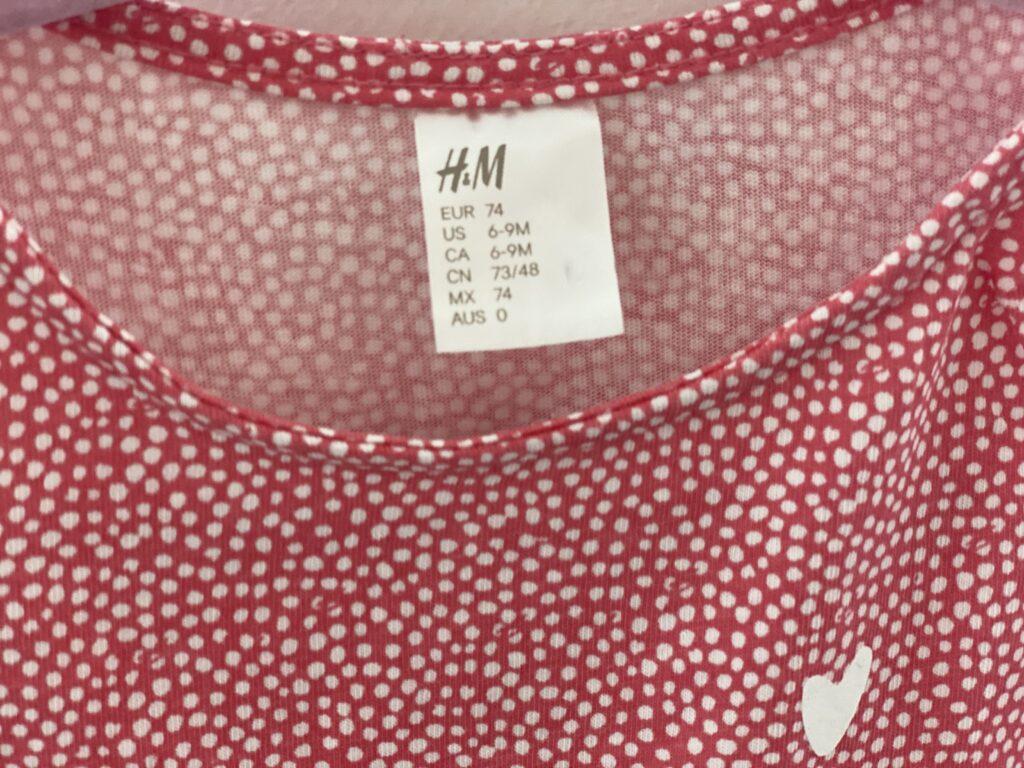 H&M
EUR 74
US 6-9M
CA 6-9M
CN 73/48
MX 74
AUS 0